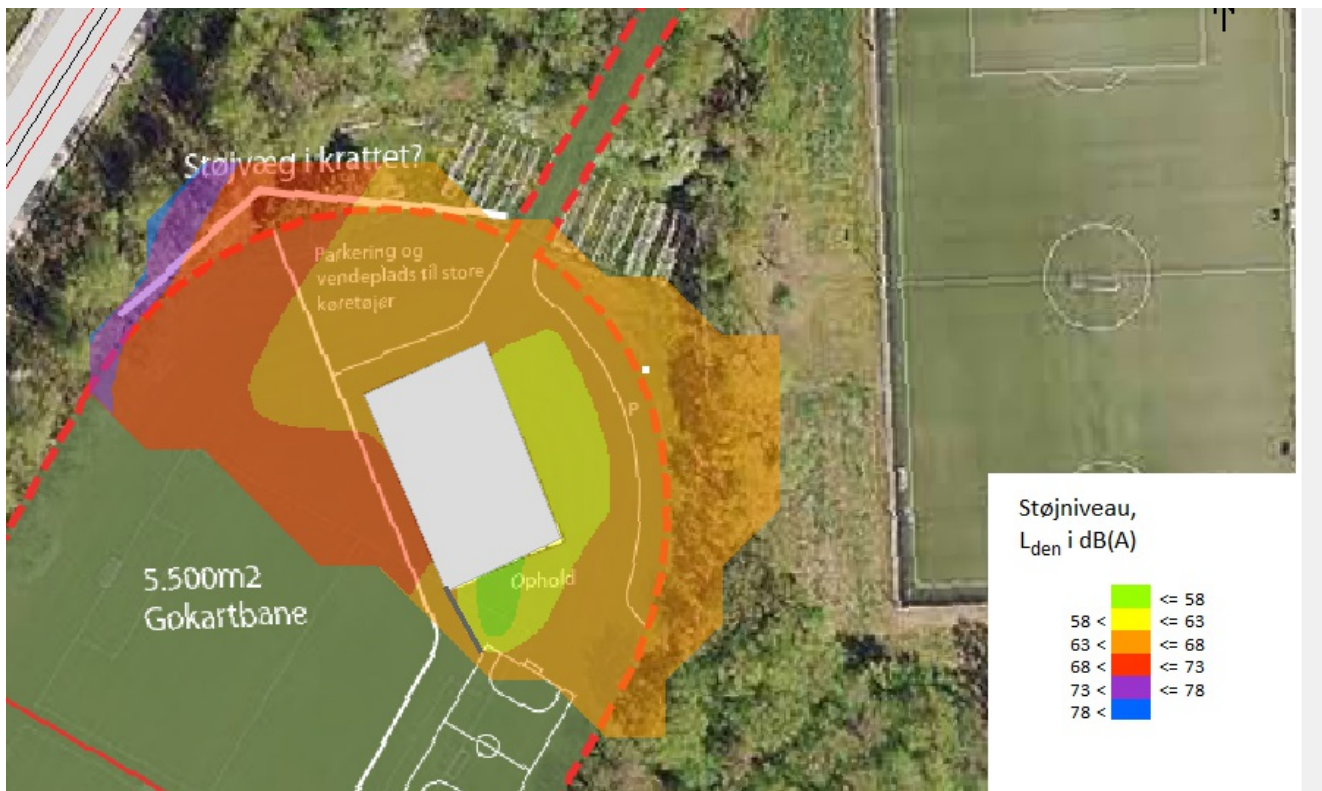 Støjvæg i krattet?
Parkering og
vendeplads til store
køretøjer
P
Ophold
5.500m2
Gokartbane
Støjniveau,
Lden i dB(A)
<= 58
58 < <= 63
63 < <= 68
68 < <= 73
73 < <= 78
78 <